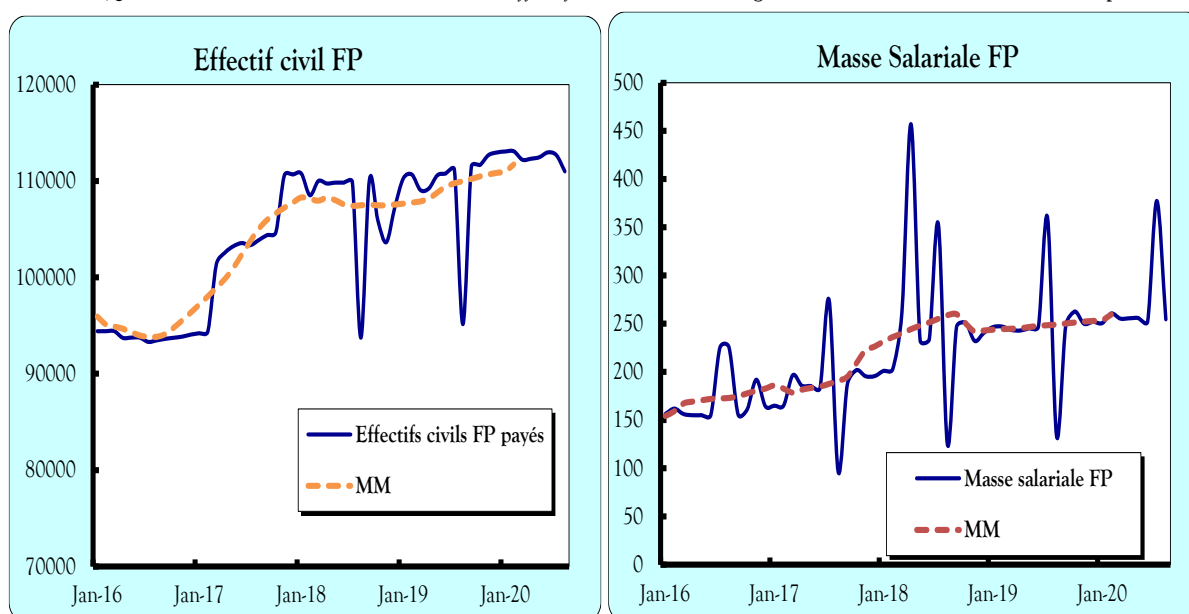 Effectif civil FP
120000
110000
100000
90000
80000
70000
Jan-16 Jan-17 Jan-18 Jan-19 Jan-20
Effectifs civils FP payés
MM
Masse Salariale FP
500
450
400
350
300
250
200
150
100
50
0
Jan-16 Jan-17 Jan-18 Jan-19 Jan-20
Masse salariale FP
MM